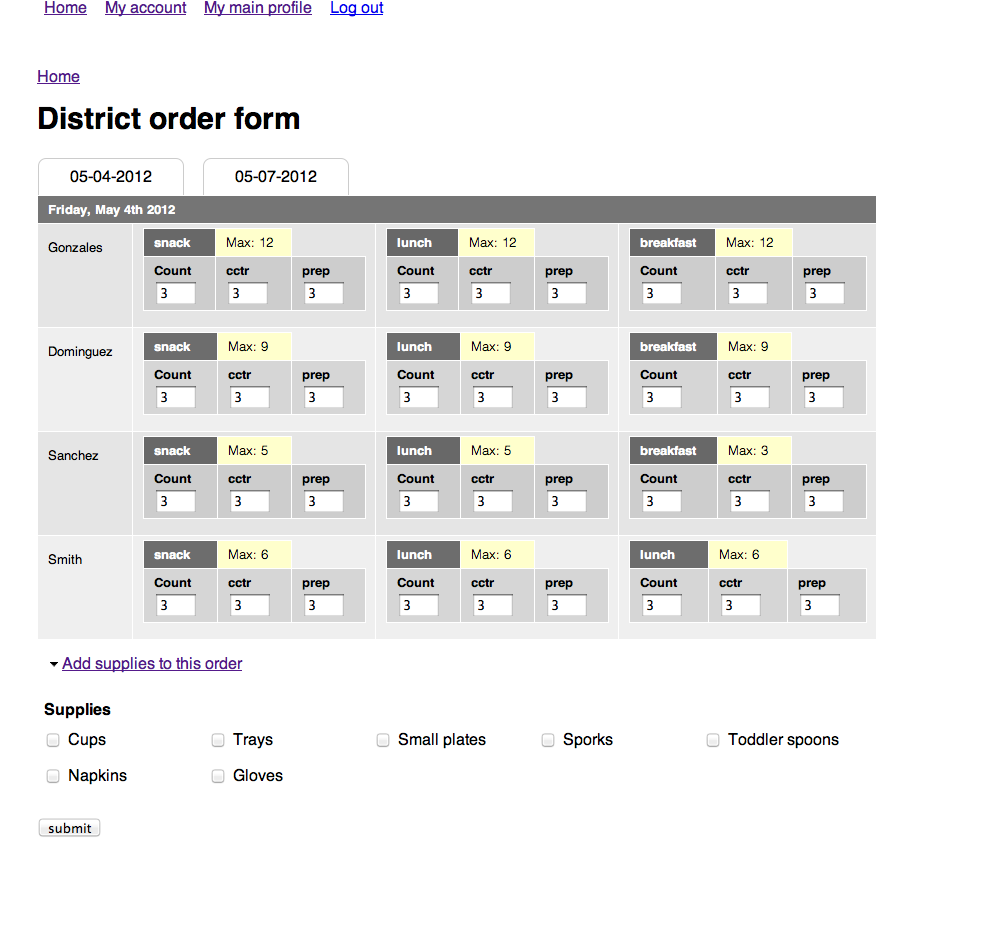 Home My account My main profile Log out
Home
District order form
05-04-2012 05-07-2012
Friday, May 4th 2012
Gonzales snack Max: 12 lunch Max: 12 breakfast Max: 12
Count cctr prep Count cctr prep Count cctr prep
3 3 3 3 3 3 3 3 3
Dominguez snack Max: 9 lunch Max: 9 breakfast Max: 9
Count cctr prep Count cctr prep Count cctr prep
3 3 3 3 3 3 3 3 3
Sanchez snack Max: 5 lunch Max: 5 breakfast Max: 3
Count cctr prep Count cctr prep Count cctr prep
3 3 3 3 3 3 3 3 3
Smith snack Max: 6 lunch Max: 6 lunch Max: 6
Count cctr prep Count cctr prep Count cctr prep
3 3 3 3 3 3 3 3 3
Add supplies to this order
Supplies
Cups Trays Small plates Sporks Toddler spoons
Napkins Gloves
submit